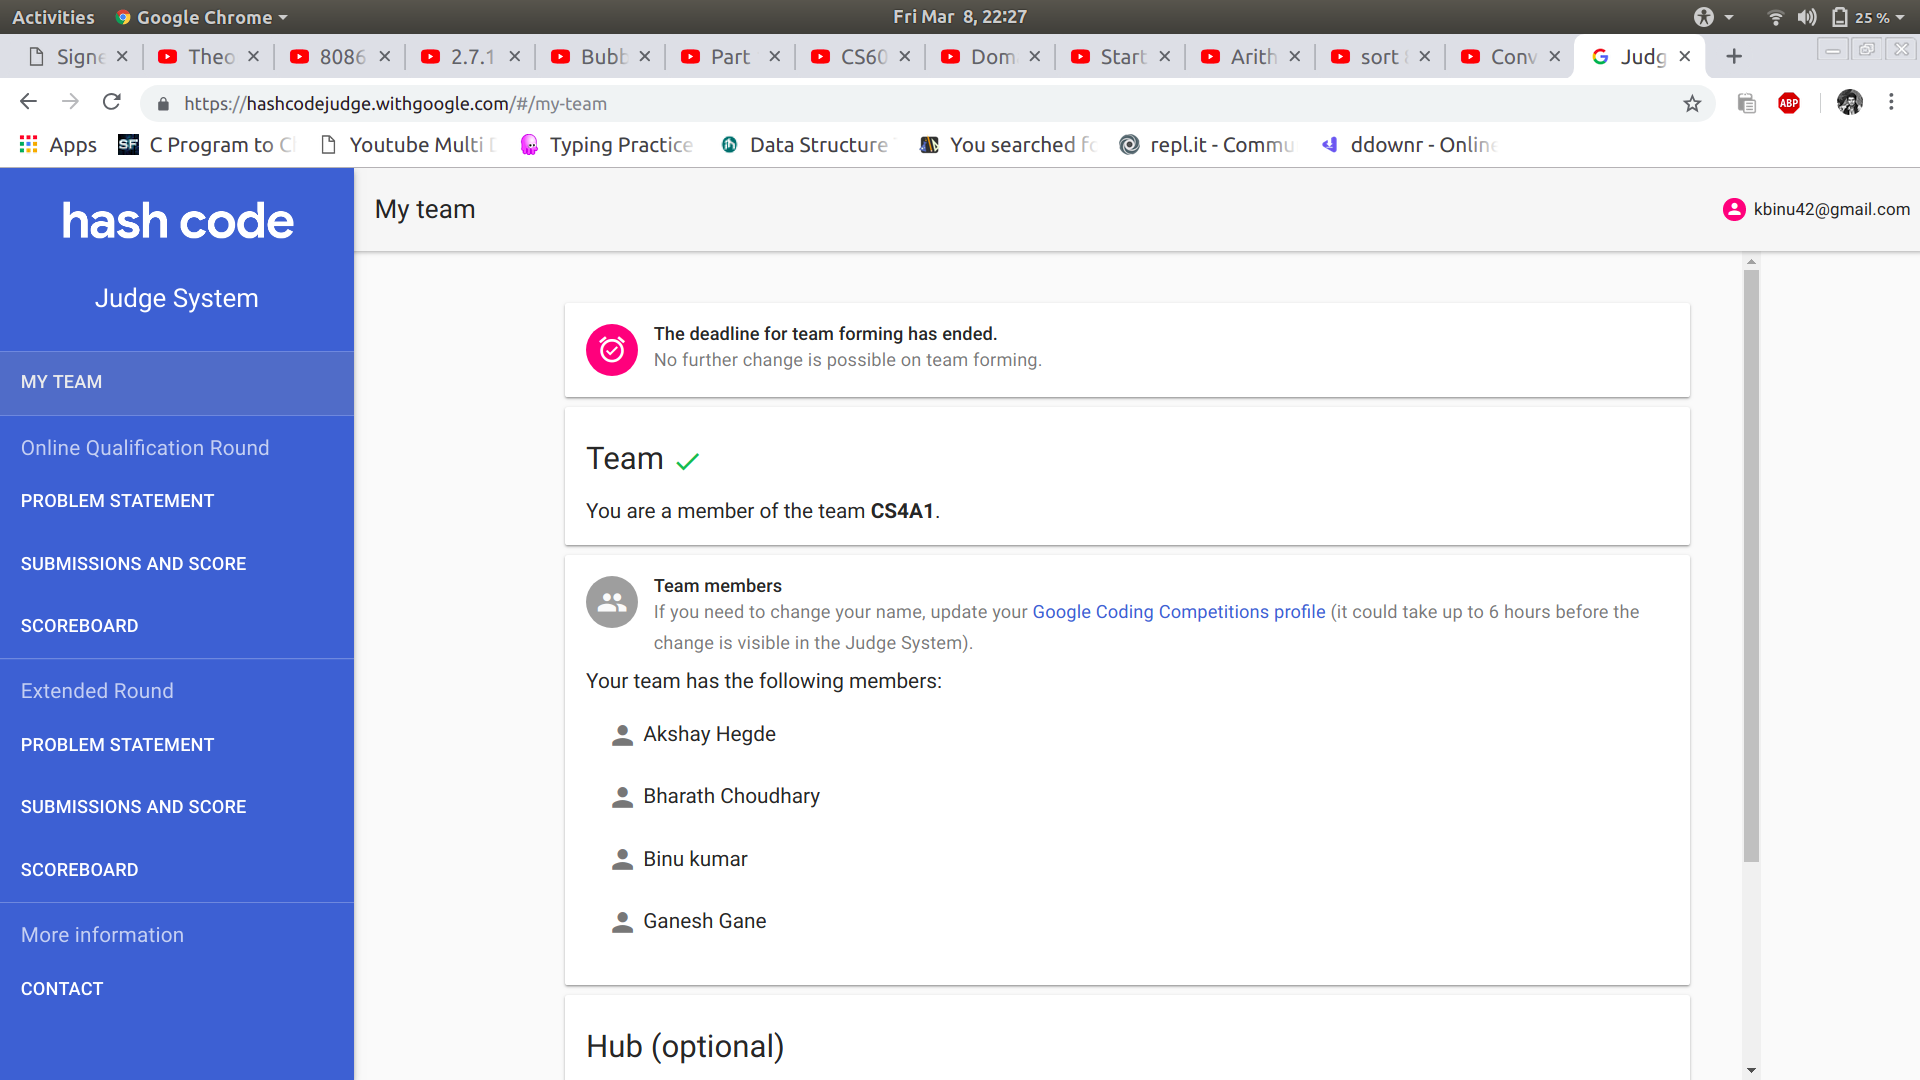 Activities Google Chrome Fri Mar 8, 22:27 25 %
Signe Theo 8086 2.7.1 Bubb Part CS60 Dom Start Arith sort Conv Judg
https://hashcodejudge.withgoogle.com/#/my-team ABP
Apps SF C Program to Cl Youtube Multi D Typing Practice Data Structure You searched fo repl.it - Commu ddownr - Online
hash code
Judge System
MY TEAM
Online Qualification Round
PROBLEM STATEMENT
SUBMISSIONS AND SCORE
SCOREBOARD
Extended Round
PROBLEM STATEMENT
SUBMISSIONS AND SCORE
SCOREBOARD
More information
CONTACT
My team
kbinu42@gmail.com
The deadline for team forming has ended.
No further change is possible on team forming.
Team
You are a member of the team CS4A1.
Team members
If you need to change your name, update your Google Coding Competitions profile (it could take up to 6 hours before the
change is visible in the Judge System).
Your team has the following members:
Akshay Hegde
Bharath Choudhary
Binu kumar
Ganesh Gane
Hub (optional)